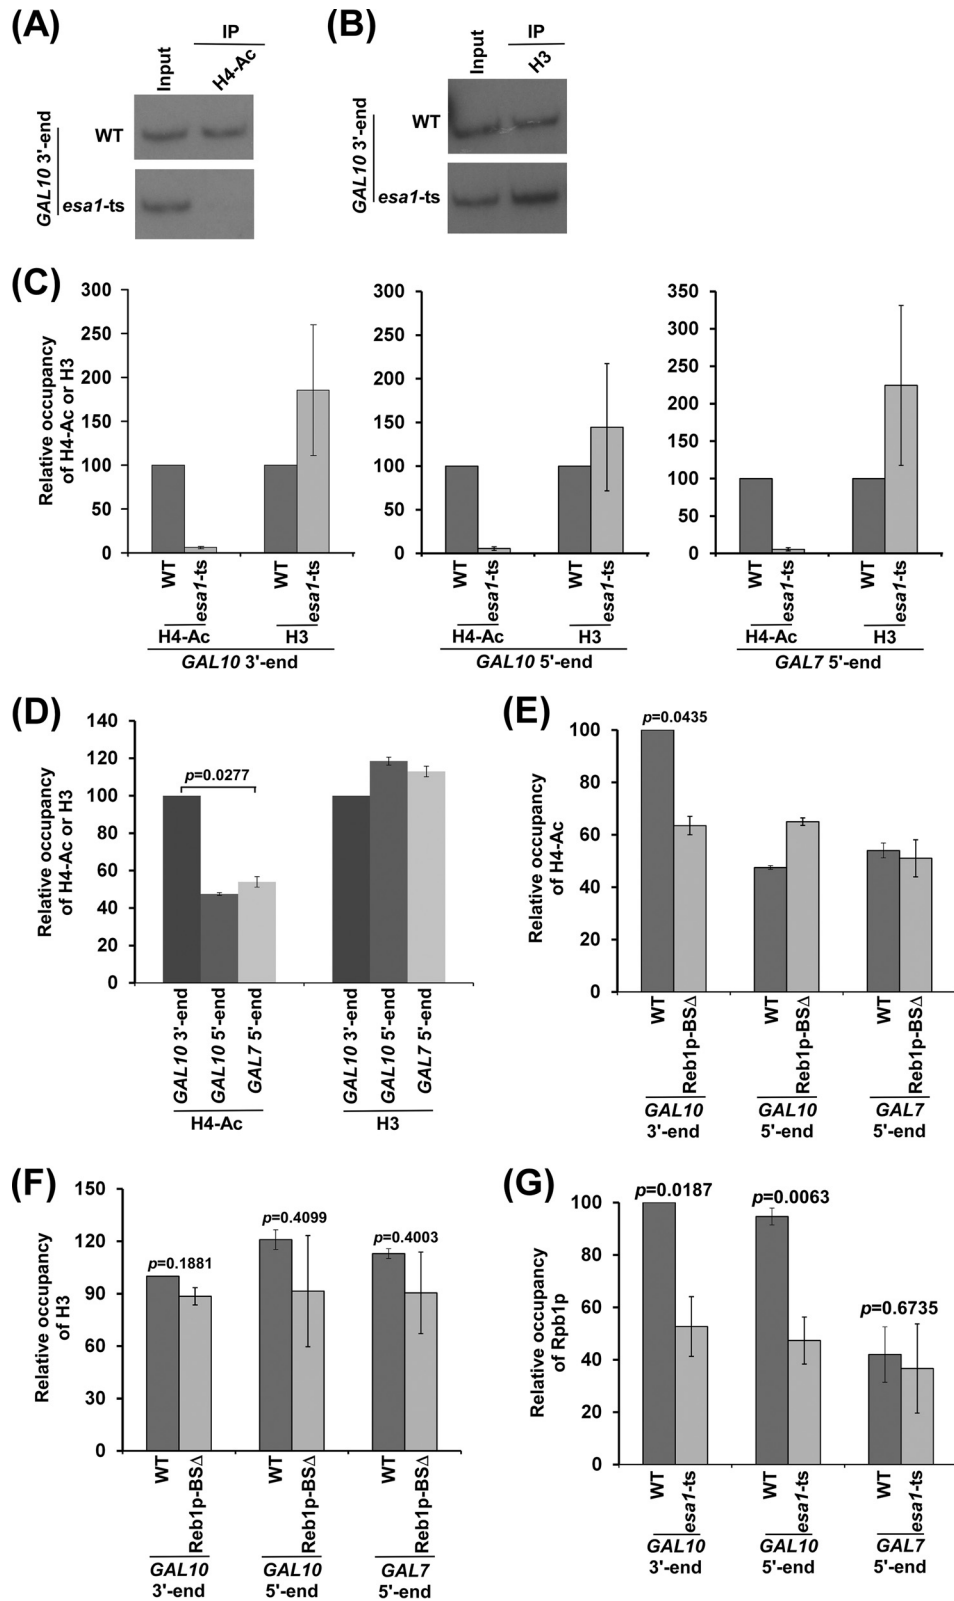 (A)
IP
Input
H4-Ac
GAL10 3'-end
WT
esa1-ts
(B)
IP
Input
H3
GAL10 3'-end
WT
esa1-ts
(C)
Relative occupancy
of H4-Ac or H3
300
250
200
150
100
50
0
WT
esa1-ts
WT
esa1-ts
H4-Ac
H3
GAL10 3'-end
300
250
200
150
100
50
0
WT
esa1-ts
WT
esa1-ts
H4-Ac
H3
GAL10 5'-end
350
300
250
200
150
100
50
0
WT
esa1-ts
WT
esa1-ts
H4-Ac
H3
GAL7 5'-end
(D)
Relative occupancy
of H4-Ac or H3
140
120
100
80
60
40
20
0
p=0.0277
GAL10 3'-end
GAL10 5'-end
GAL7 5'-end
GAL10 3'-end
GAL10 5'-end
GAL7 5'-end
H4-Ac
H3
(E)
Relative occupancy
of H4-Ac
100
80
60
40
20
0
p=0.0435
WT
Reb1p-BSΔ
WT
Reb1p-BSΔ
WT
Reb1p-BSΔ
GAL10
3'-end
GAL10
5'-end
GAL7
5'-end
(F)
Relative occupancy
of H3
150
120
90
60
30
0
p=0.1881
p=0.4099
p=0.4003
WT
Reb1p-BSΔ
WT
Reb1p-BSΔ
WT
Reb1p-BSΔ
GAL10
3'-end
GAL10
5'-end
GAL7
5'-end
(G)
Relative occupancy
of Rpb1p
100
80
60
40
20
0
p=0.0187
p=0.0063
p=0.6735
WT
esa1-ts
WT
esa1-ts
WT
esa1-ts
GAL10
3'-end
GAL10
5'-end
GAL7
5'-end